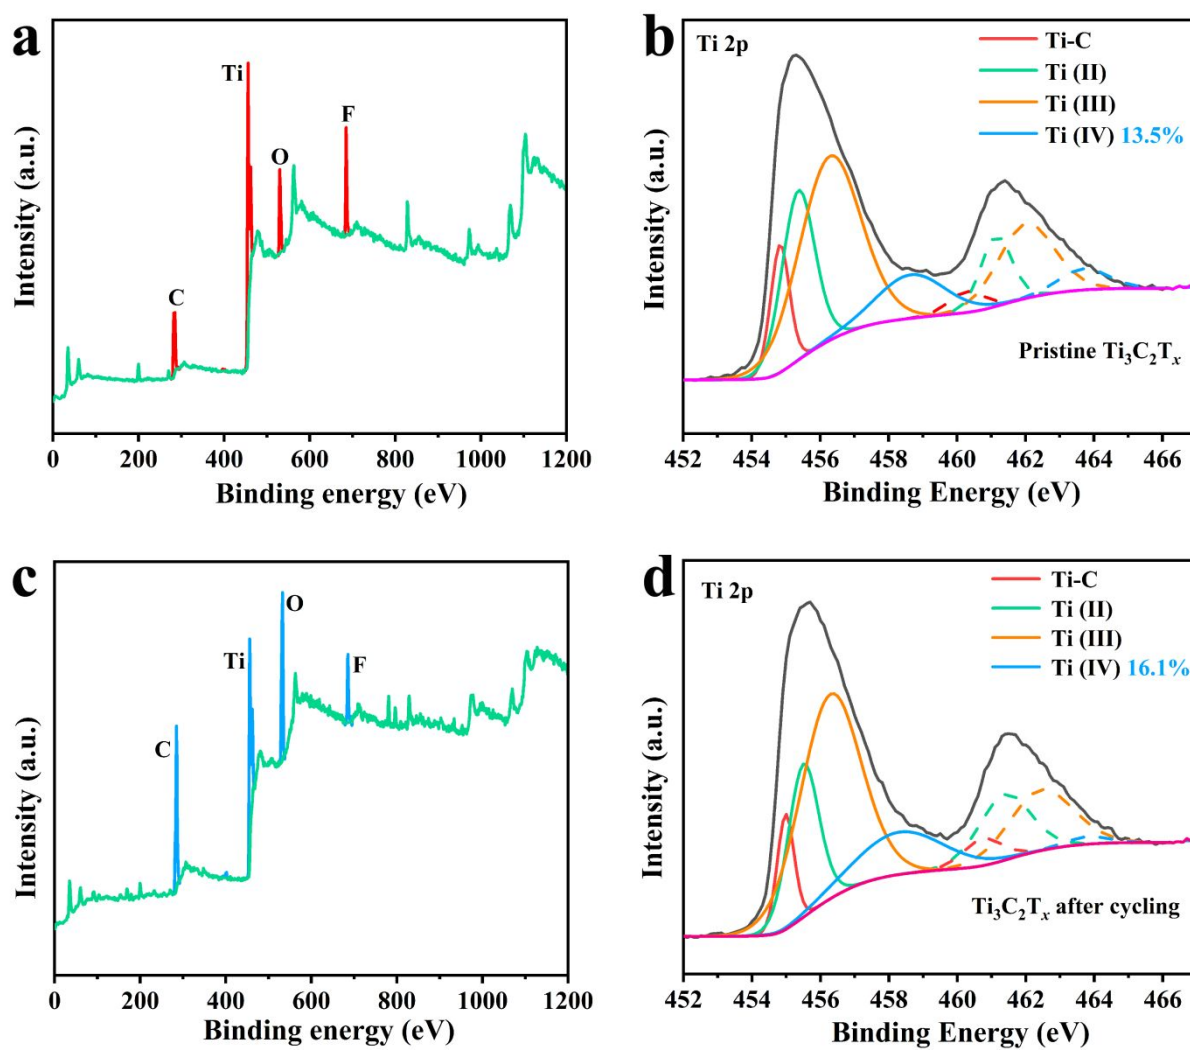 a
Ti
F
O
C
Intensity (a.u.)
0 200 400 600 800 1000 1200
Binding energy (eV)
b
Ti 2p
Ti-C
Ti (II)
Ti (III)
Ti (IV) 13.5%
Pristine Ti₃C₂Tₓ
Intensity (a.u.)
452 454 456 458 460 462 464 466
Binding Energy (eV)
c
O
Ti
F
C
Intensity (a.u.)
0 200 400 600 800 1000 1200
Binding energy (eV)
d
Ti 2p
Ti-C
Ti (II)
Ti (III)
Ti (IV) 16.1%
Ti₃C₂Tₓ after cycling
Intensity (a.u.)
452 454 456 458 460 462 464 466
Binding Energy (eV)